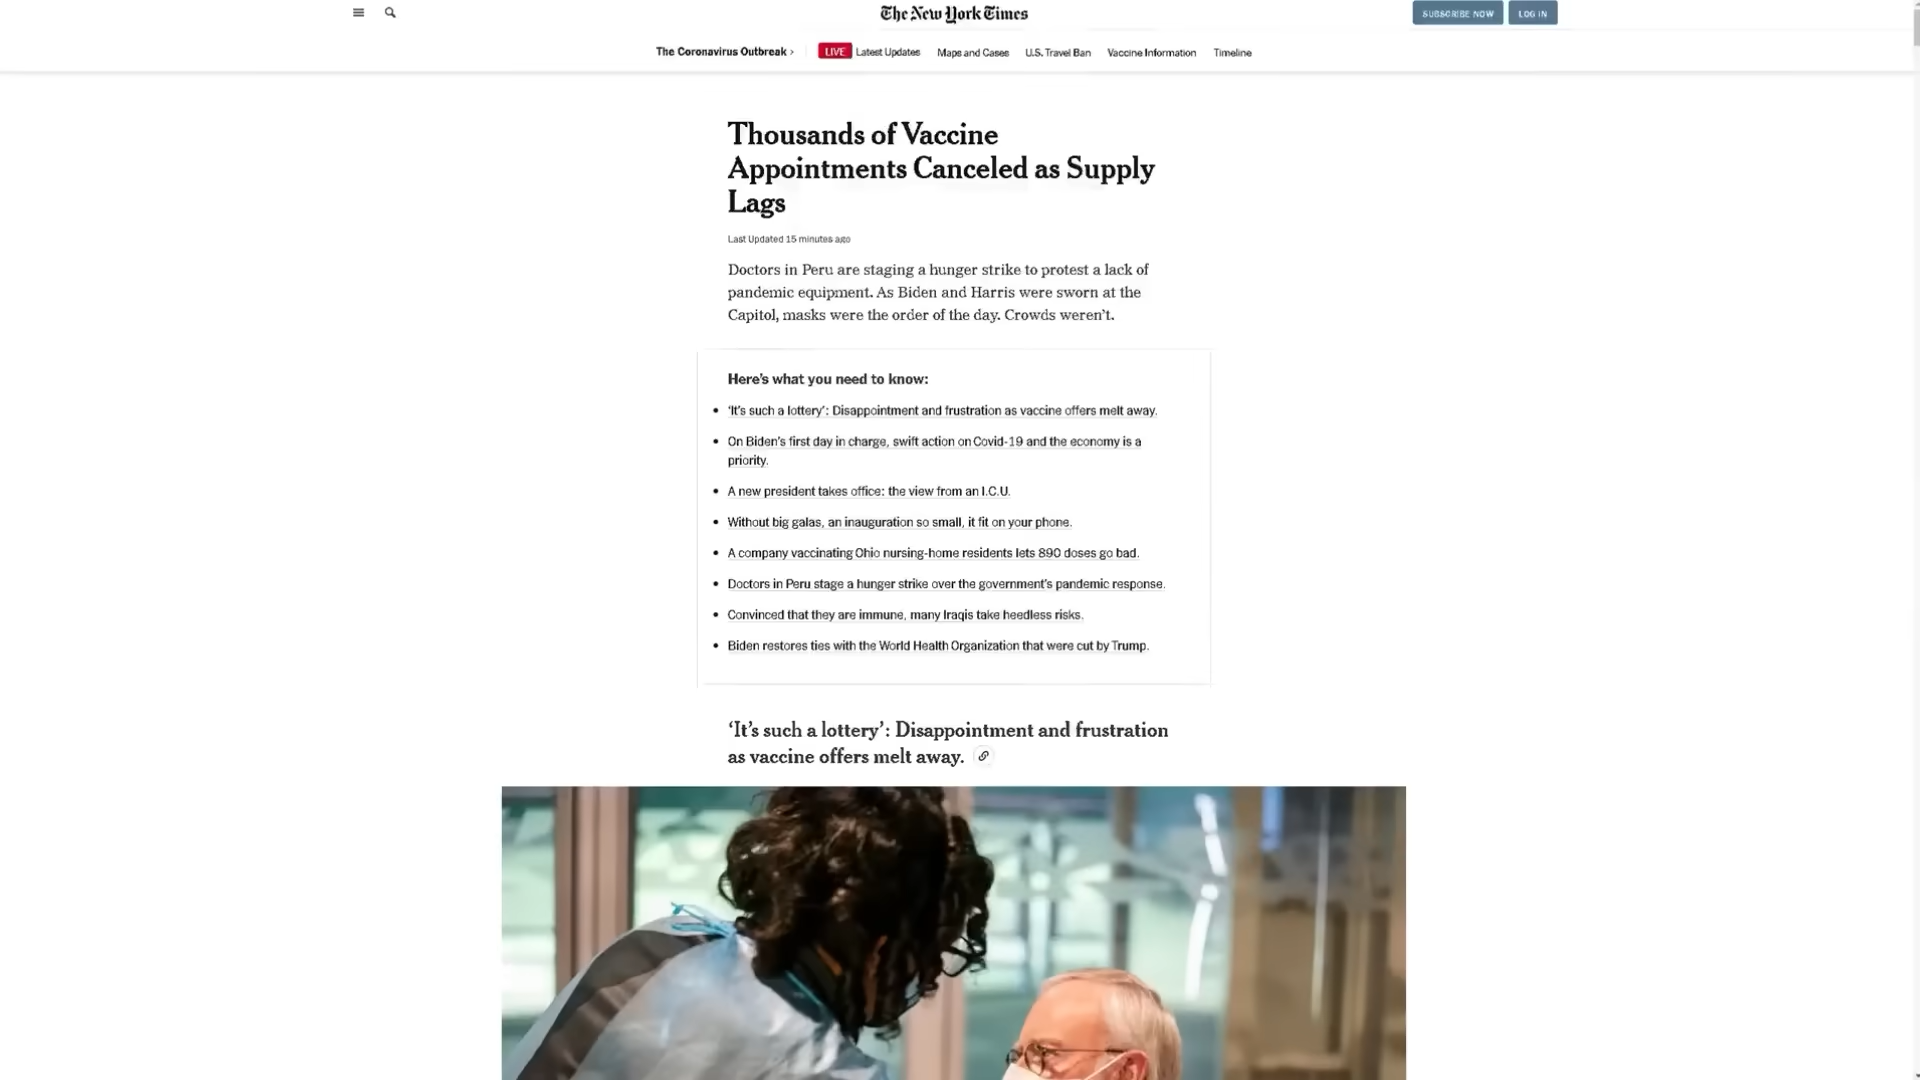 The New York Times
SUBSCRIBE NOW
LOG IN
The Coronavirus Outbreak ›
LIVE Latest Updates
Maps and Cases
U.S. Travel Ban
Vaccine Information
Timeline
Thousands of Vaccine
Appointments Canceled as Supply
Lags
Last Updated 15 minutes ago
Doctors in Peru are staging a hunger strike to protest a lack of
pandemic equipment. As Biden and Harris were sworn at the
Capitol, masks were the order of the day. Crowds weren’t.
Here’s what you need to know:
• ‘It’s such a lottery’: Disappointment and frustration as vaccine offers melt away.
• On Biden’s first day in charge, swift action on Covid-19 and the economy is a
priority.
• A new president takes office: the view from an I.C.U.
• Without big galas, an inauguration so small, it fit on your phone.
• A company vaccinating Ohio nursing-home residents lets 890 doses go bad.
• Doctors in Peru stage a hunger strike over the government’s pandemic response.
• Convinced that they are immune, many Iraqis take heedless risks.
• Biden restores ties with the World Health Organization that were cut by Trump.
‘It’s such a lottery’: Disappointment and frustration
as vaccine offers melt away.